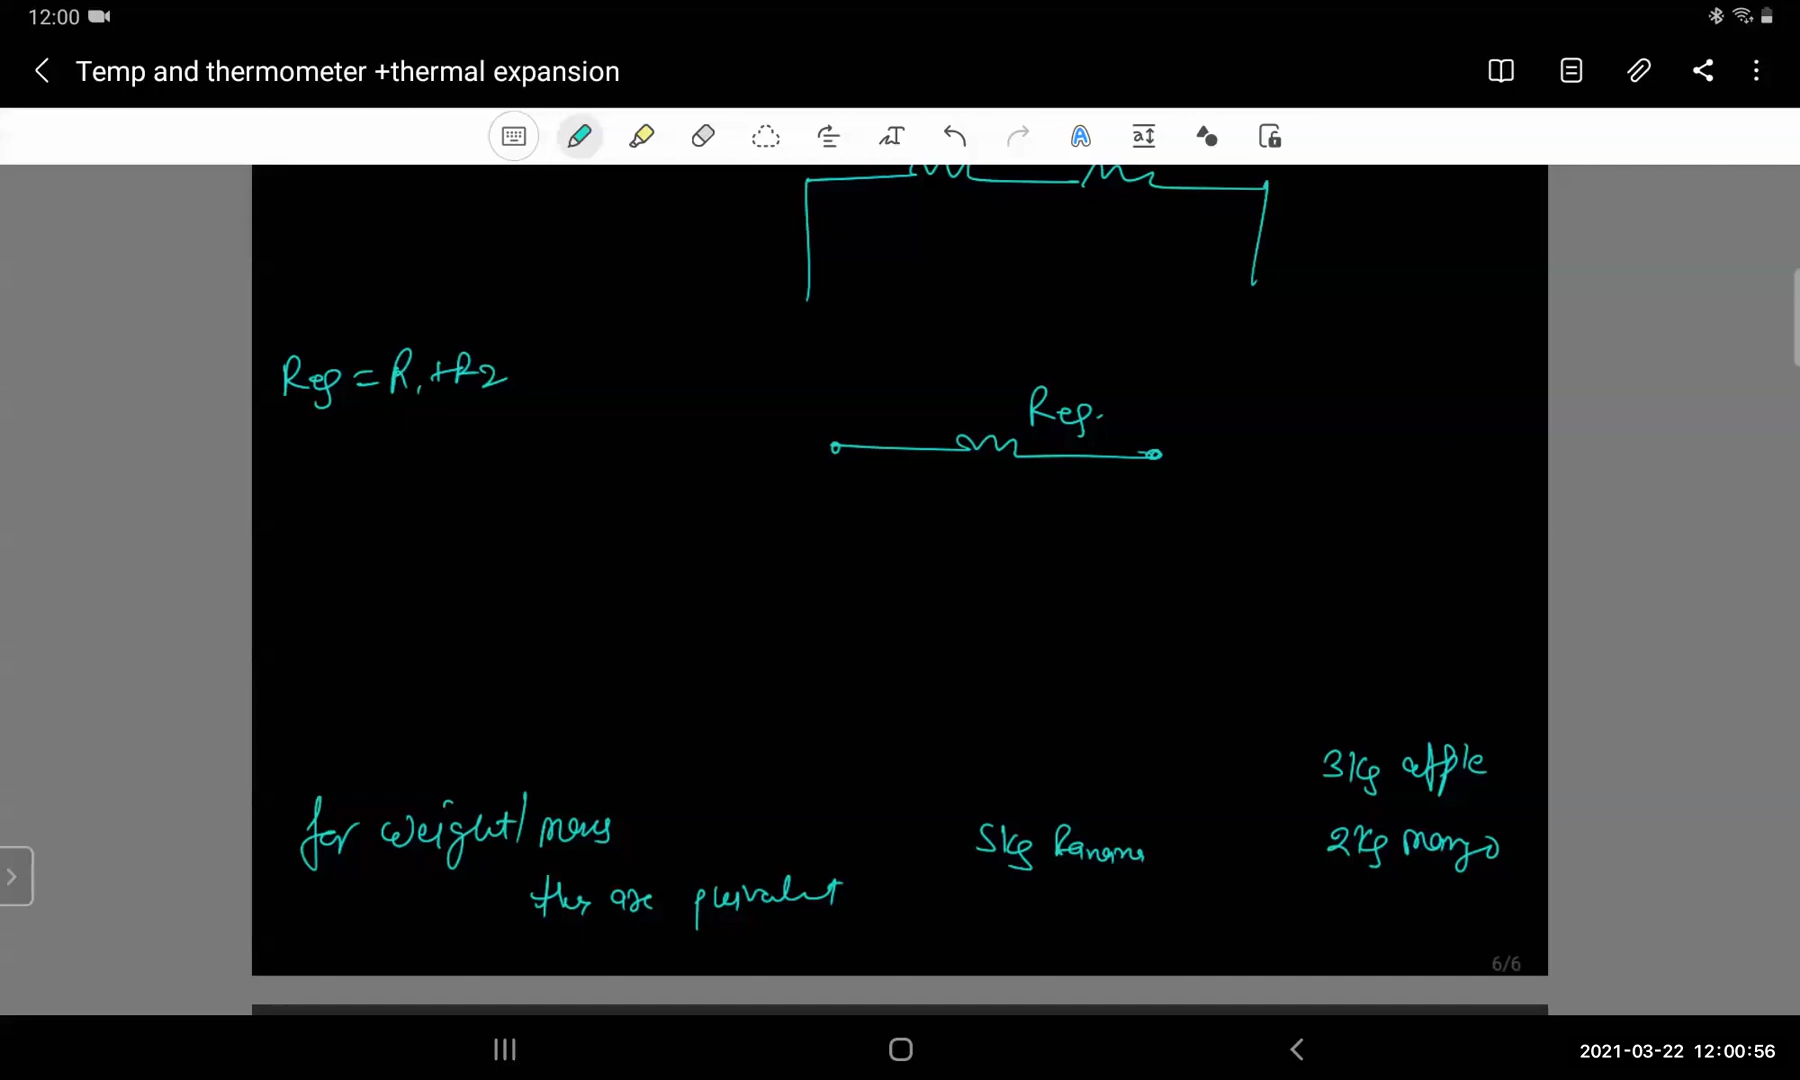 12:00
Temp and thermometer +thermal expansion
Req = R1 + R2
Req.
3kg apple
for weight/mass
5kg Banana
2kg mango
they are
6/6
2021-03-22 12:00:56